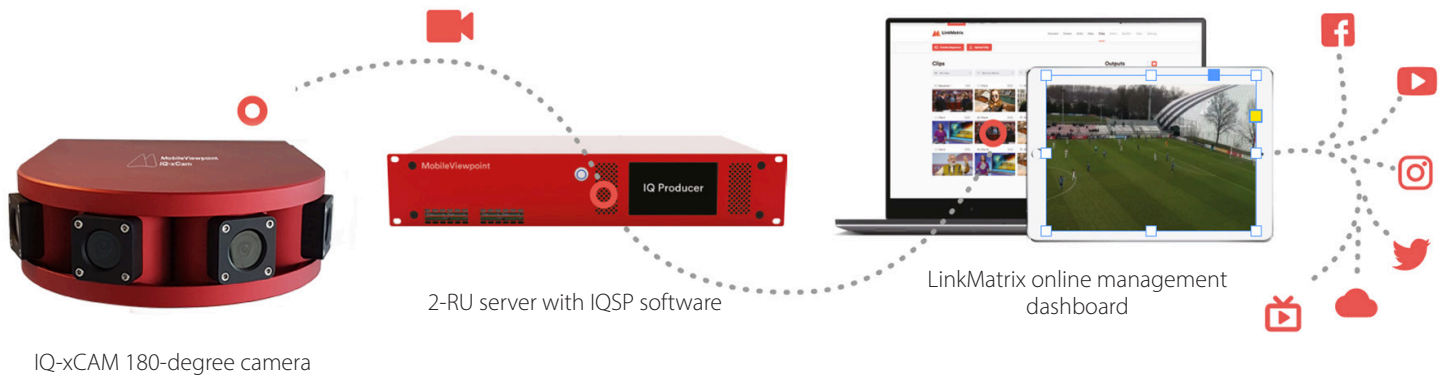 MobileViewpoint
IQ-xCam
IQ-xCAM 180-degree camera
MobileViewpoint
IQ Producer
2-RU server with IQSP software
LinkMatrix
Clips
Outputs
LinkMatrix online management
dashboard